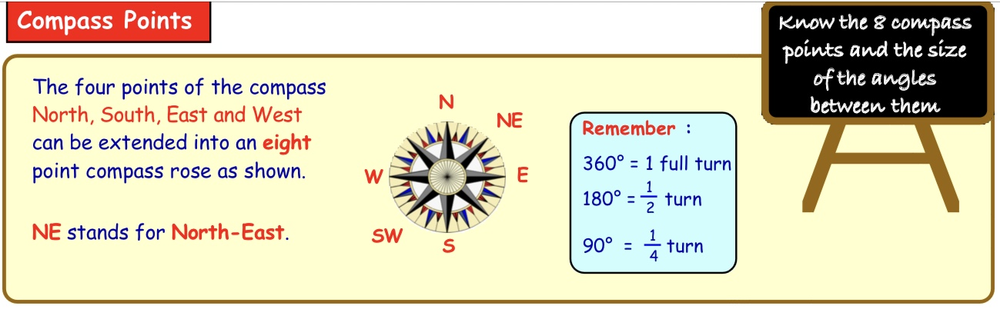 Compass Points
Know the 8 compass
points and the size
of the angles
between them
The four points of the compass
North, South, East and West
can be extended into an eight
point compass rose as shown.
NE stands for North-East.
N
NE
W
E
SW
S
Remember :
360° = 1 full turn
180° = 1/2 turn
90° = 1/4 turn